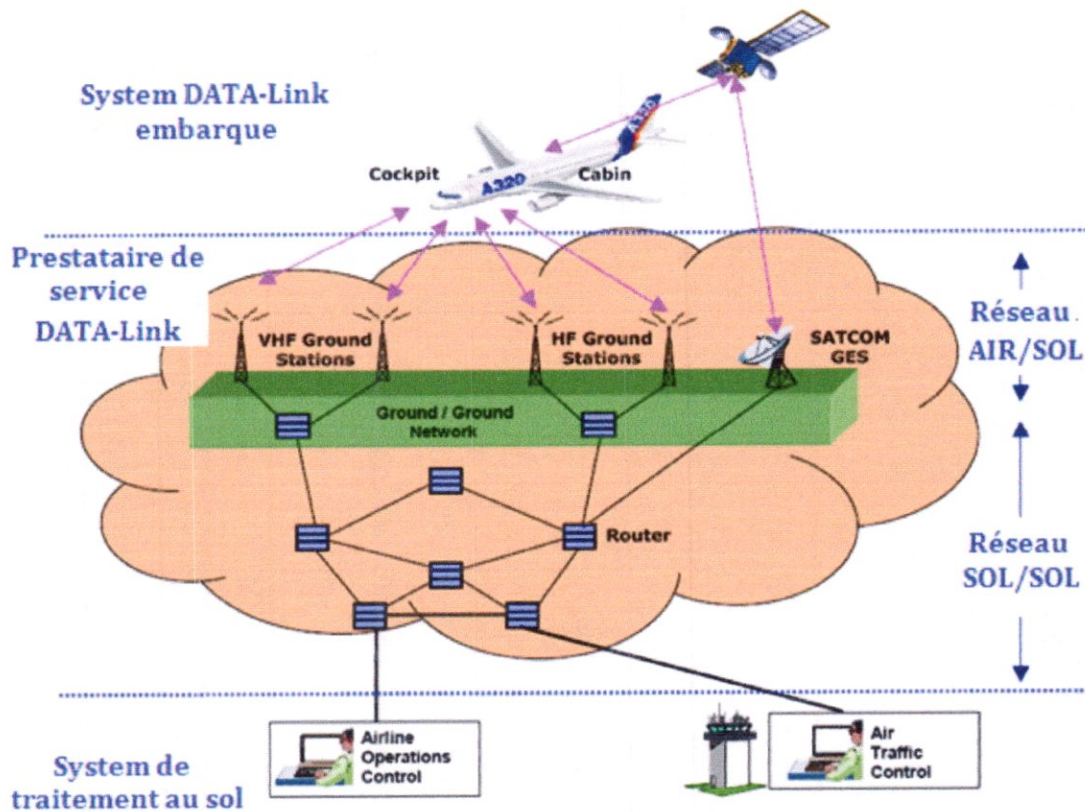 System DATA-Link
embarque
A320
Cockpit
A320
Cabin
Prestataire de
service
DATA-Link
VHF Ground
Stations
HF Ground
Stations
SATCOM
GES
Réseau
AIR/SOL
Ground / Ground
Network
Router
Réseau
SOL/SOL
Airline
Operations
Control
Air
Traffic
Control
System de
traitement au sol